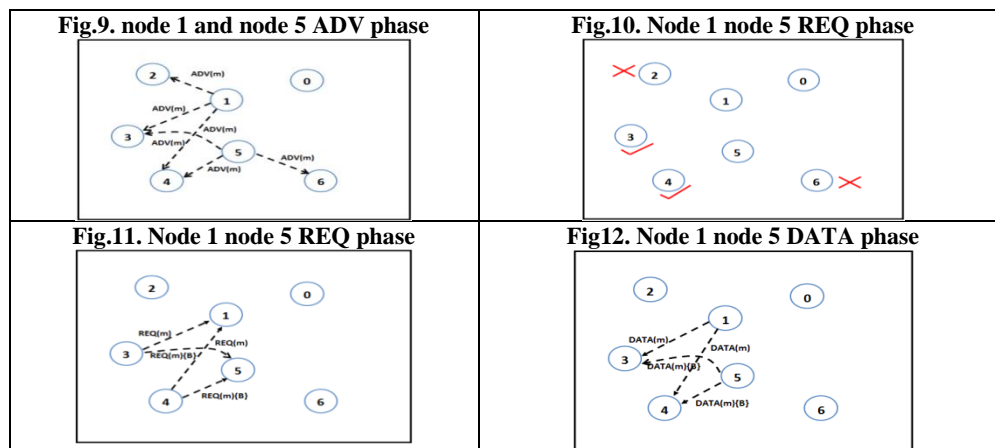 Fig.9. node 1 and node 5 ADV phase
2
0
ADV(m)
1
ADV(m)
3
ADV(m)
ADV(m)
5
ADV(m)
ADV(m)
4
6
Fig.10. Node 1 node 5 REQ phase
2
0
1
3
5
4
6
Fig.11. Node 1 node 5 REQ phase
2
0
1
REQ(m)
REQ(m)
3
REQ(m){B}
5
REQ(m){B}
4
6
Fig12. Node 1 node 5 DATA phase
2
0
1
DATA(m)
DATA(m)
3
DATA(m){B}
5
DATA(m){B}
4
6